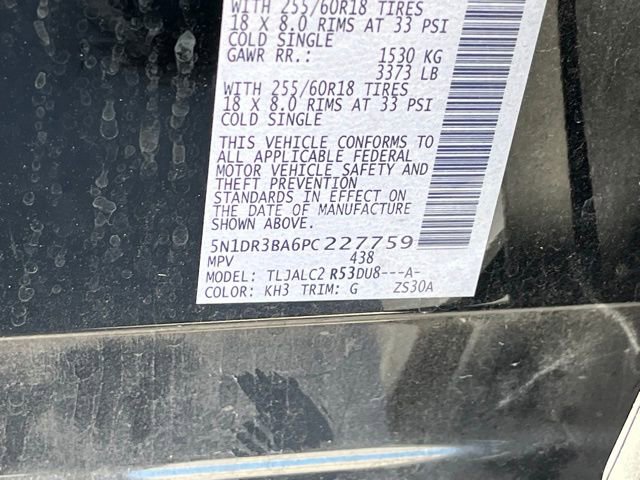 WITH 255/60R18 TIRES
18 X 8.0 RIMS AT 33 PSI
COLD SINGLE
GAWR RR.: 1530 KG
3373 LB
WITH 255/60R18 TIRES
18 X 8.0 RIMS AT 33 PSI
COLD SINGLE
THIS VEHICLE CONFORMS TO
ALL APPLICABLE FEDERAL
MOTOR VEHICLE SAFETY AND
THEFT PREVENTION
STANDARDS IN EFFECT ON
THE DATE OF MANUFACTURE
SHOWN ABOVE.
5N1DR3BA6PC227759
MPV 438
MODEL: TLJALC2 R53DU8---A-
COLOR: KH3 TRIM: G ZS30A